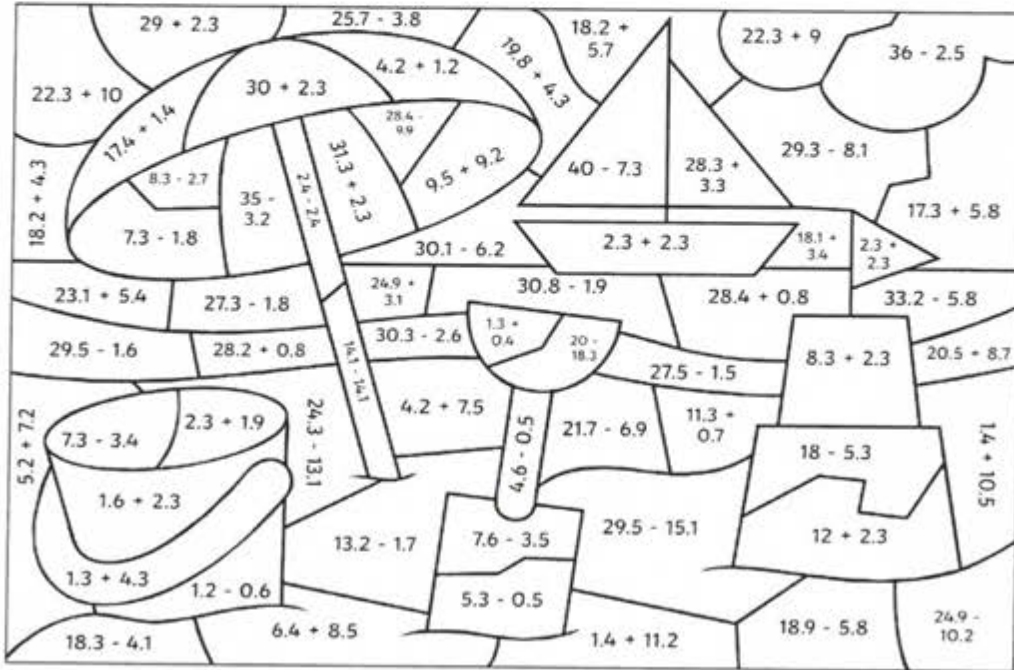 29 + 2.3
25.7 - 3.8
18.2 +
5.7
22.3 + 9
36 - 2.5
22.3 + 10
17.4 + 1.4
30 + 2.3
4.2 + 1.2
19.8 + 4.3
28.4 -
9.9
8.3 - 2.7
35 -
3.2
2.4 - 2.4
31.3 + 2.3
9.5 + 9.2
40 - 7.3
28.3 +
3.3
29.3 - 8.1
18.2 + 4.3
7.3 - 1.8
30.1 - 6.2
2.3 + 2.3
18.1 +
3.4
2.3 +
2.3
17.3 + 5.8
23.1 + 5.4
27.3 - 1.8
24.9 +
3.1
30.8 - 1.9
28.4 + 0.8
33.2 - 5.8
29.5 - 1.6
28.2 + 0.8
14.1 - 14.1
30.3 - 2.6
1.3 +
0.4
20 -
18.3
27.5 - 1.5
8.3 + 2.3
20.5 + 8.7
5.2 + 7.2
7.3 - 3.4
2.3 + 1.9
24.3 - 13.1
4.2 + 7.5
4.6 - 0.5
21.7 - 6.9
11.3 +
0.7
18 - 5.3
1.4 + 10.5
1.6 + 2.3
13.2 - 1.7
7.6 - 3.5
29.5 - 15.1
12 + 2.3
1.3 + 4.3
1.2 - 0.6
5.3 - 0.5
18.3 - 4.1
6.4 + 8.5
1.4 + 11.2
18.9 - 5.8
24.9 -
10.2